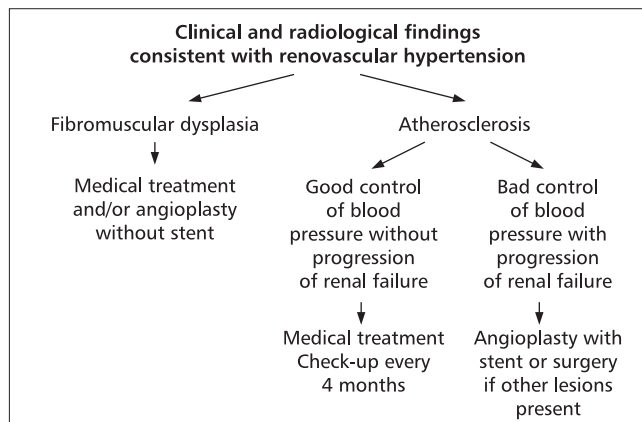 Clinical and radiological findings
consistent with renovascular hypertension
Fibromuscular dysplasia
Atherosclerosis
Medical treatment
and/or angioplasty
without stent
Good control
of blood
pressure without
progression
of renal failure
Bad control
of blood
pressure with
progression
of renal failure
Medical treatment
Check-up every
4 months
Angioplasty with
stent or surgery
if other lesions
present